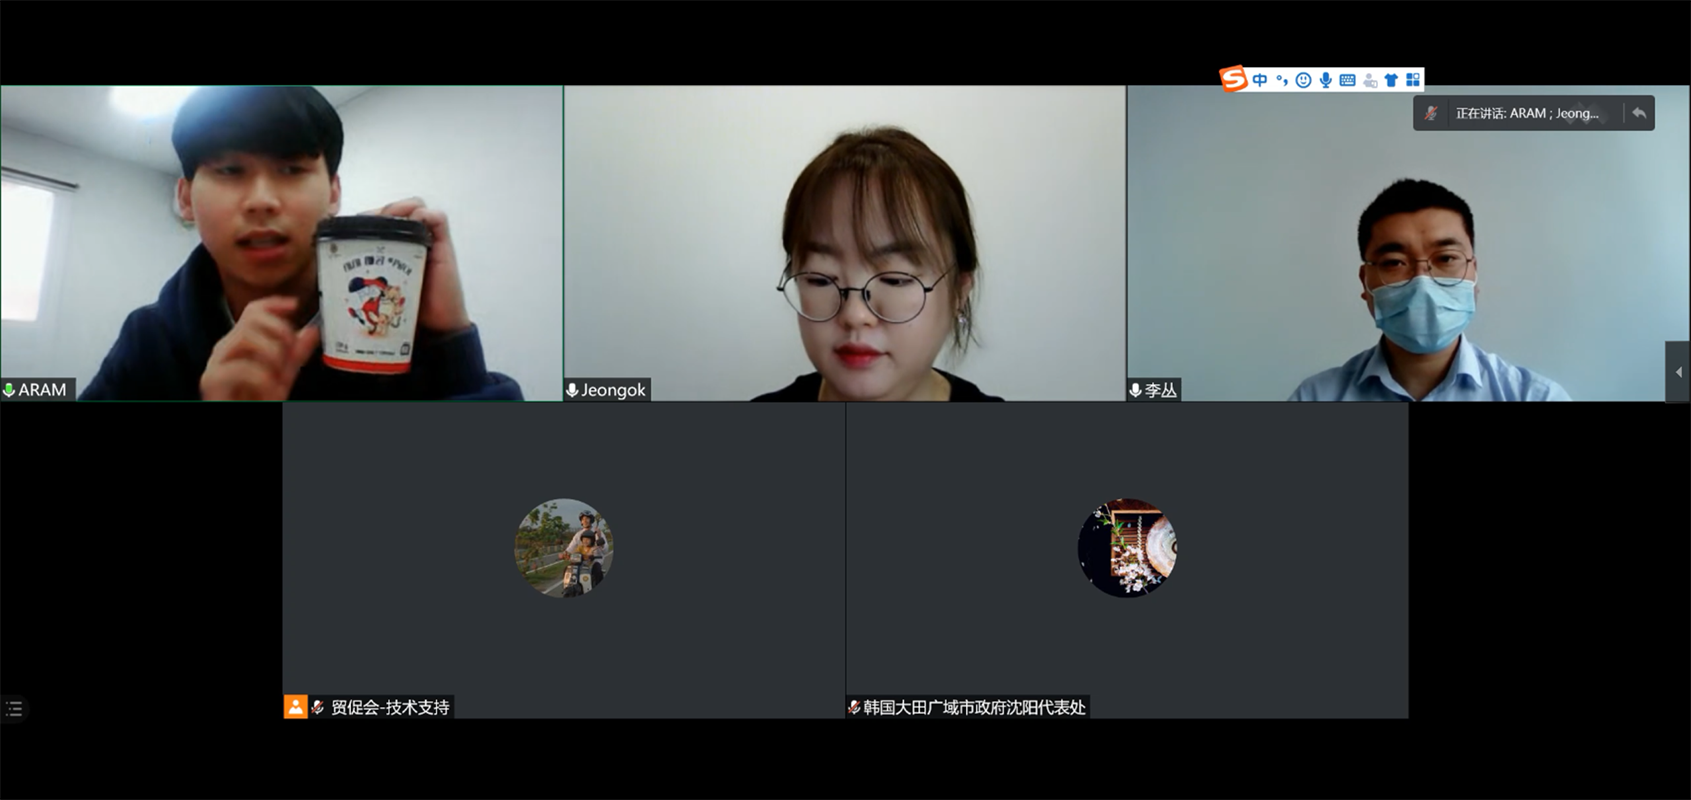 中
正在讲话: ARAM ; Jeong...
ARAM
Jeongok
李丛
贸促会-技术支持
韩国大田广域市政府沈阳代表处